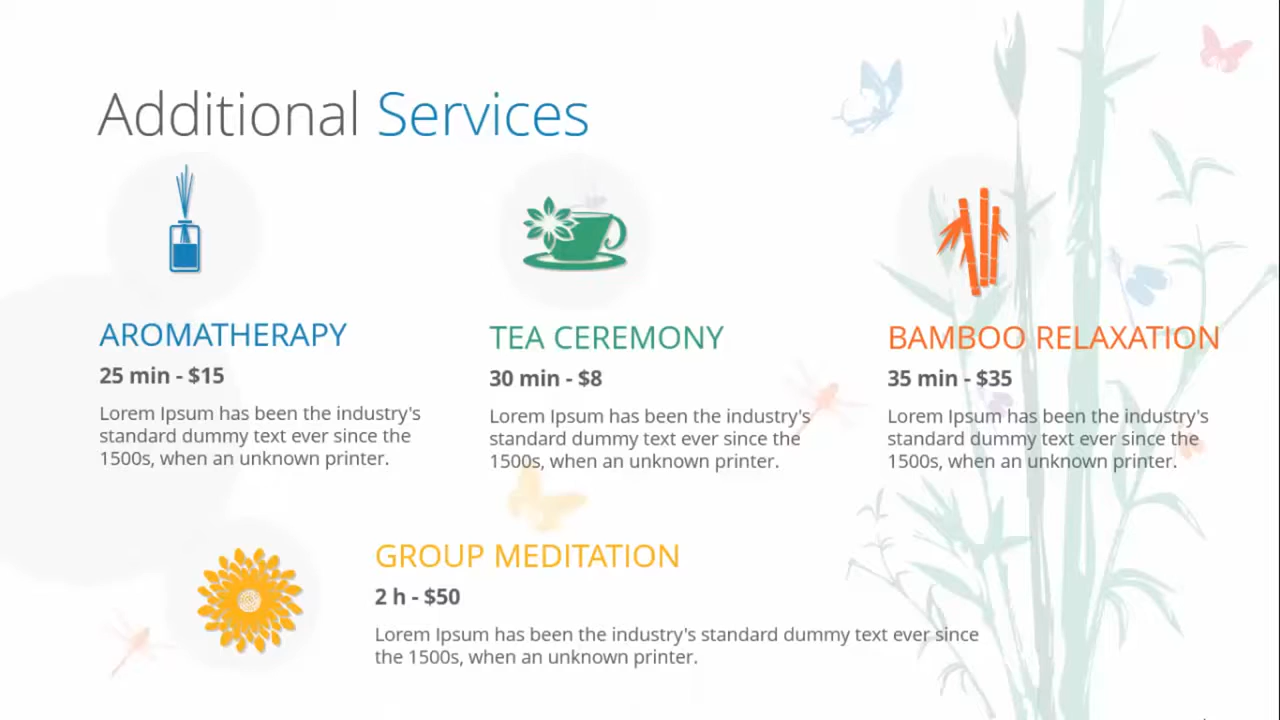 Additional Services
AROMATHERAPY
25 min - $15
Lorem Ipsum has been the industry's
standard dummy text ever since the
1500s, when an unknown printer.
TEA CEREMONY
30 min - $8
Lorem Ipsum has been the industry's
standard dummy text ever since the
1500s, when an unknown printer.
BAMBOO RELAXATION
35 min - $35
Lorem Ipsum has been the industry's
standard dummy text ever since the
1500s, when an unknown printer.
GROUP MEDITATION
2 h - $50
Lorem Ipsum has been the industry's standard dummy text ever since
the 1500s, when an unknown printer.